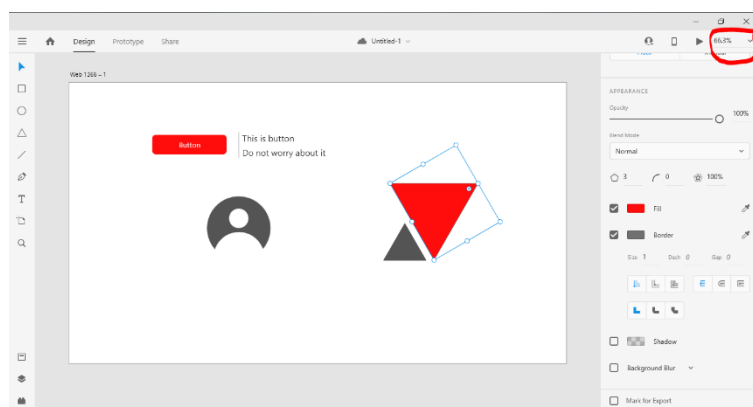 Design Prototype Share
Untitled-1
66.3%
Web 1366 – 1
Button
This is button
Do not worry about it
APPEARANCE
Opacity
100%
Blend Mode
Normal
3 0 100%
Fill
Border
Size 1 Dash 0 Gap 0
Shadow
Background Blur
Mark for Export
T